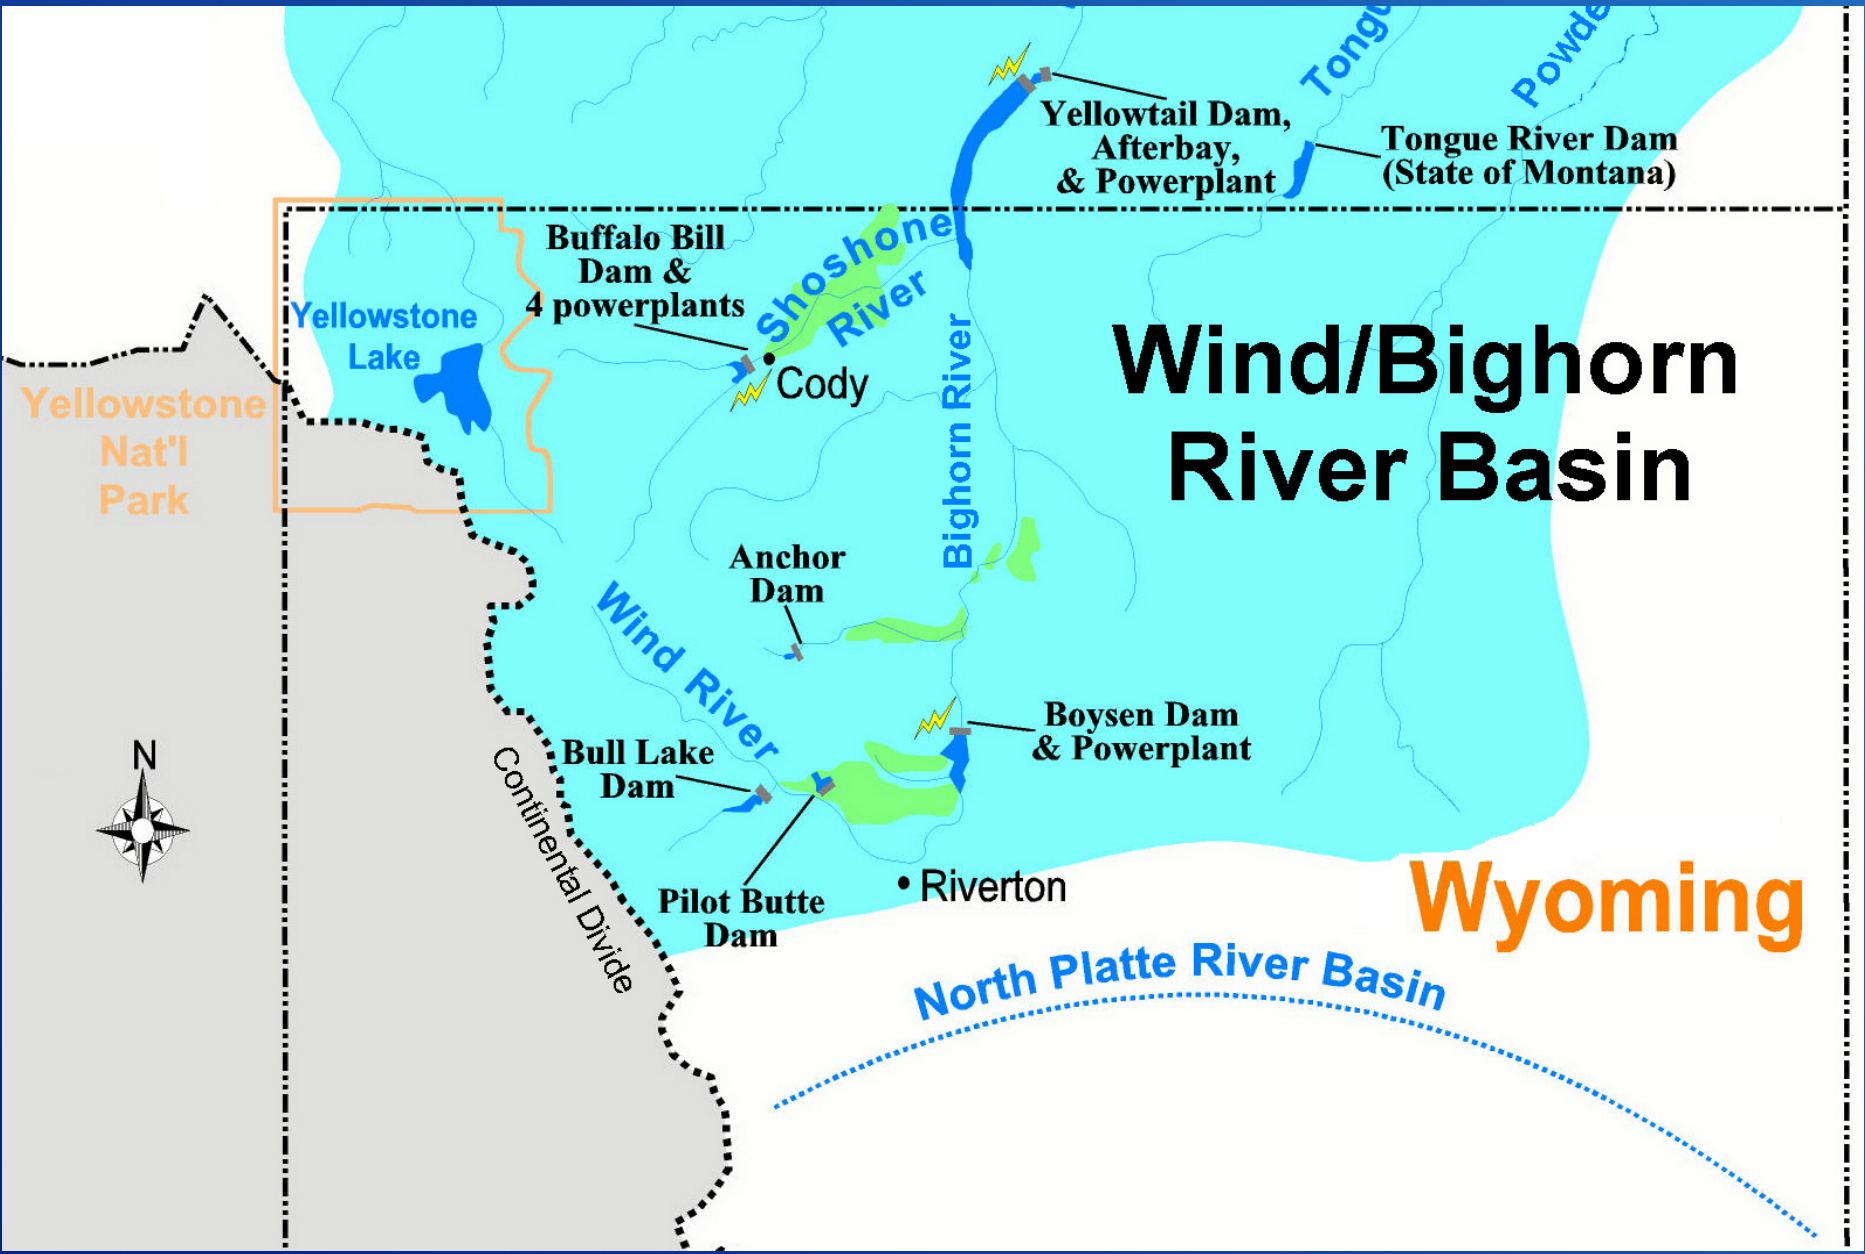 Tongu
Powde
Yellowtail Dam,
Afterbay,
& Powerplant
Tongue River Dam
(State of Montana)
Buffalo Bill
Dam &
4 powerplants
Shoshone
River
Yellowstone
Lake
Cody
Bighorn River
Wind/Bighorn
River Basin
Yellowstone
Nat'l
Park
Anchor
Dam
Wind River
Boysen Dam
& Powerplant
Bull Lake
Dam
N
Continental Divide
Pilot Butte
Dam
Riverton
Wyoming
North Platte River Basin